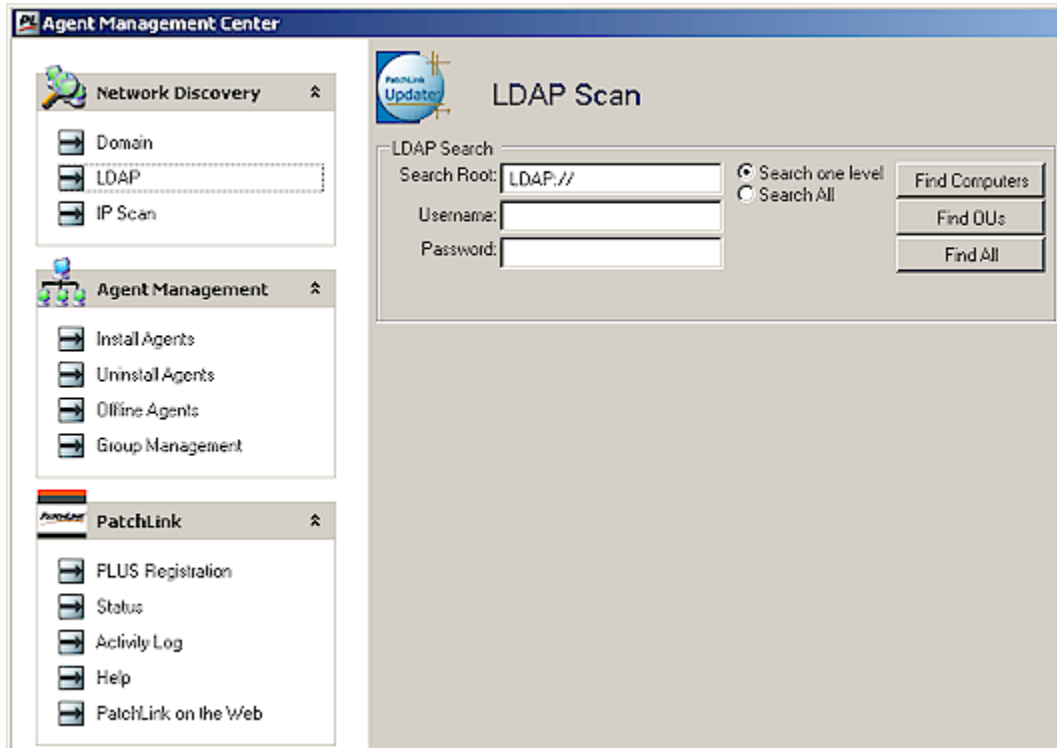 PL Agent Management Center
Network Discovery
Domain
LDAP
IP Scan
Agent Management
Install Agents
Uninstall Agents
Offline Agents
Group Management
PatchLink
PatchLink
PLUS Registration
Status
Activity Log
Help
PatchLink on the Web
PatchLink
Update
LDAP Scan
LDAP Search
Search Root: LDAP://
Search one level
Search All
Find Computers
Username:
Find OUs
Password:
Find All